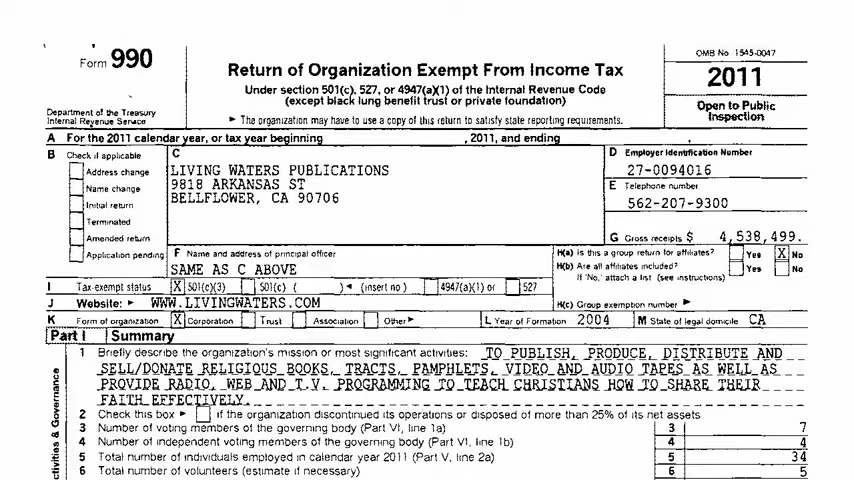 Form 990
Department of the Treasury
Internal Revenue Service
Return of Organization Exempt From Income Tax
Under section 501(c), 527, or 4947(a)(1) of the Internal Revenue Code
(except black lung benefit trust or private foundation)
► The organization may have to use a copy of this return to satisfy state reporting requirements.
OMB No 1545-0047
2011
Open to Public
Inspection
A For the 2011 calendar year, or tax year beginning , 2011, and ending ,
B Check if applicable
Address change
Name change
Initial return
Terminated
Amended return
Application pending
C
LIVING WATERS PUBLICATIONS
9818 ARKANSAS ST
BELLFLOWER, CA 90706
D Employer Identification Number
27-0094016
E Telephone number
562-207-9300
G Gross receipts $ 4,538,499.
F Name and address of principal officer
SAME AS C ABOVE
H(a) Is this a group return for affiliates? Yes X No
H(b) Are all affiliates included? Yes No
If 'No,' attach a list (see instructions)
I Tax-exempt status X 501(c)(3) 501(c) ( )◄ (insert no) 4947(a)(1) or 527
J Website: ► WWW.LIVINGWATERS.COM
H(c) Group exemption number ►
K Form of organization X Corporation Trust Association Other ► L Year of Formation 2004 M State of legal domicile CA
Part I Summary
1 Briefly describe the organization's mission or most significant activities: TO PUBLISH, PRODUCE, DISTRIBUTE AND
SELL/DONATE RELIGIOUS BOOKS, TRACTS, PAMPHLETS, VIDEO AND AUDIO TAPES AS WELL AS
PROVIDE RADIO, WEB AND T.V. PROGRAMMING TO TEACH CHRISTIANS HOW TO SHARE THEIR
FAITH EFFECTIVELY.
2 Check this box ► if the organization discontinued its operations or disposed of more than 25% of its net assets
3 Number of voting members of the governing body (Part VI, line 1a) 3 7
4 Number of independent voting members of the governing body (Part VI, line 1b) 4 4
5 Total number of individuals employed in calendar year 2011 (Part V, line 2a) 5 34
6 Total number of volunteers (estimate if necessary) 6 5